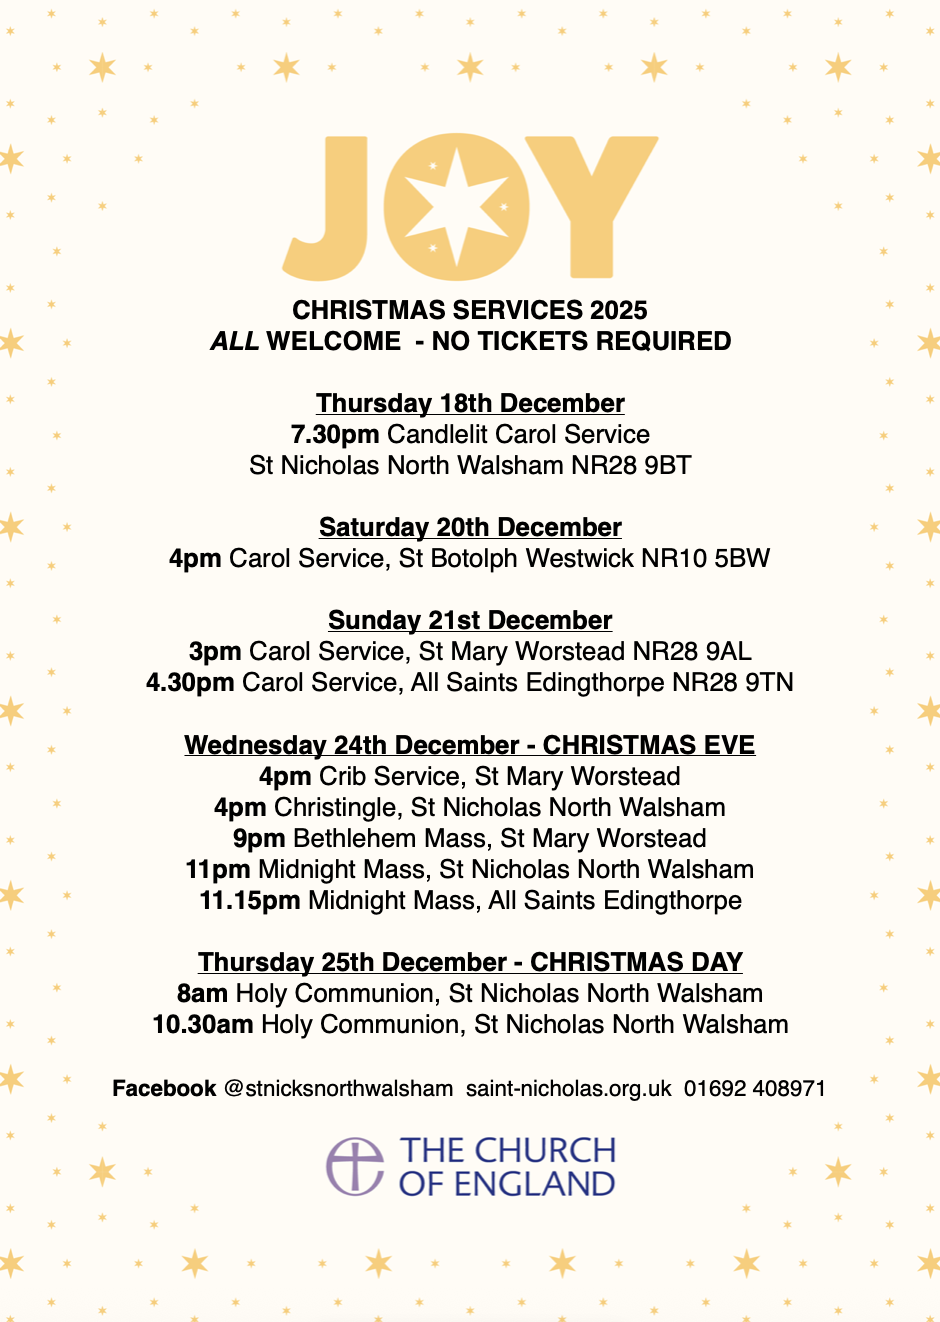 JOY
CHRISTMAS SERVICES 2025
ALL WELCOME - NO TICKETS REQUIRED
Thursday 18th December
7.30pm Candlelit Carol Service
St Nicholas North Walsham NR28 9BT
Saturday 20th December
4pm Carol Service, St Botolph Westwick NR10 5BW
Sunday 21st December
3pm Carol Service, St Mary Worstead NR28 9AL
4.30pm Carol Service, All Saints Edingthorpe NR28 9TN
Wednesday 24th December - CHRISTMAS EVE
4pm Crib Service, St Mary Worstead
4pm Christingle, St Nicholas North Walsham
9pm Bethlehem Mass, St Mary Worstead
11pm Midnight Mass, St Nicholas North Walsham
11.15pm Midnight Mass, All Saints Edingthorpe
Thursday 25th December - CHRISTMAS DAY
8am Holy Communion, St Nicholas North Walsham
10.30am Holy Communion, St Nicholas North Walsham
Facebook @stnicksnorthwalsham saint-nicholas.org.uk 01692 408971
THE CHURCH
OF ENGLAND